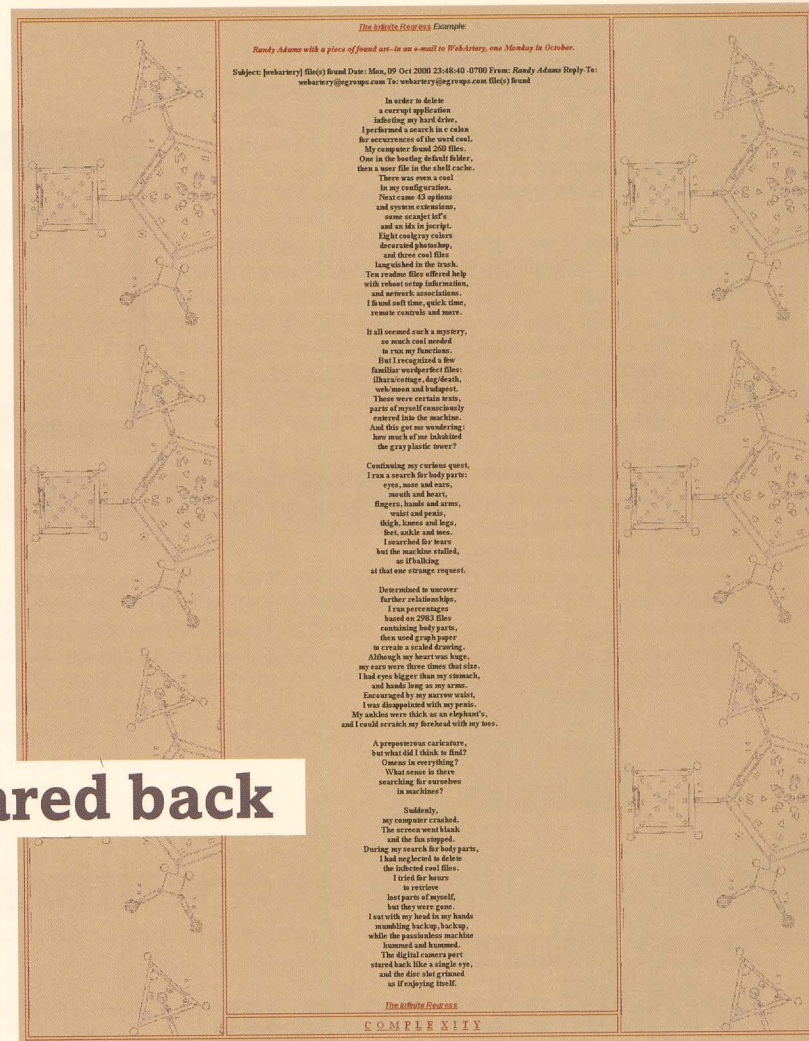 The Infinite Regress Example:
Randy Adams with a piece of found art--in an e-mail to WebArtery, one Monday in October.
Subject: [webartery] file(s) found Date: Mon, 09 Oct 2000 23:48:40 -0700 From: Randy Adams Reply-To:
webartery@egroups.com To: webartery@egroups.com file(s) found
In order to delete
a corrupt application
infesting my hard drive,
I performed a search in c colon
for occurrences of the word cool.
My computer found 260 files.
One in the bootlog default folder,
then a user file in the shell cache.
There was even a cool
in my configuration.
Next came 43 options
and system extensions,
some scanjet isf's
and an idx in jscript.
Eight coolgray colors
decorated photoshop,
and three cool files
languished in the trash.
Ten readme files offered help
with reboot setup information,
and network associations.
I found soft time, quick time,
remote controls and more.
It all seemed such a mystery,
so much cool needed
to run my functions.
But I recognized a few
familiar wordperfect files:
ilhara/cottage, dog/death,
web/moon and budapest.
These were certain texts,
parts of myself consciously
entered into the machine.
And this got me wondering:
how much of me inhabited
the gray plastic tower?
Continuing my curious quest,
I ran a search for body parts:
eyes, nose and ears,
mouth and heart,
fingers, hands and arms,
waist and penis,
thigh, knees and legs,
feet, ankle and toes.
I searched for tears
but the machine stalled,
as if balking
at that one strange request.
Determined to uncover
further relationships,
I ran percentages
based on 2983 files
containing body parts,
then used graph paper
to create a scaled drawing.
Although my heart was huge,
my ears were three times that size.
I had eyes bigger than my stomach,
and hands long as my arms.
Encouraged by my narrow waist,
I was disappointed with my penis.
My ankles were thick as an elephant's,
and I could scratch my forehead with my toes.
A preposterous caricature,
but what did I think to find?
Omens in everything?
What sense is there
searching for ourselves
in machines?
ared back
Suddenly,
my computer crashed.
The screen went blank
and the fan stopped.
During my search for body parts,
I had neglected to delete
the infected cool files.
I tried for hours
to retrieve
lost parts of myself,
but they were gone.
I sat with my head in my hands
mumbling backup, backup,
while the passionless machine
hummed and hummed.
The digital camera port
stared back like a single eye,
and the disc slot grinned
as if enjoying itself.
The Infinite Regress
COMPLEXITY